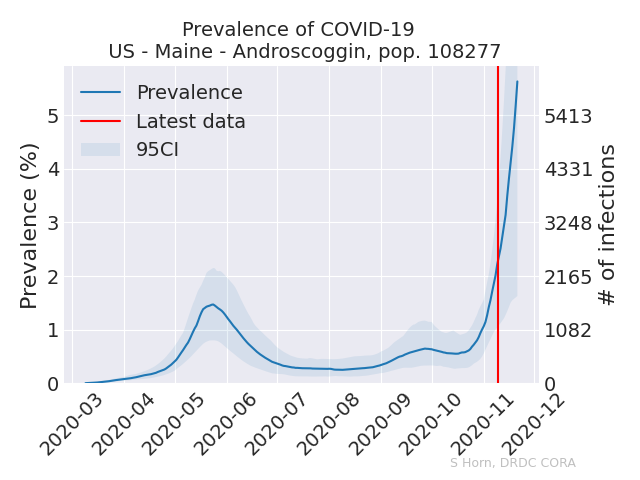 Prevalence of COVID-19
US - Maine - Androscoggin, pop. 108277
Prevalence
Latest data
95CI
Prevalence (%)
5
4
3
2
1
0
5413
4331
3248
2165
1082
0
# of infections
2020-03
2020-04
2020-05
2020-06
2020-07
2020-08
2020-09
2020-10
2020-11
2020-12
S Horn, DRDC CORA